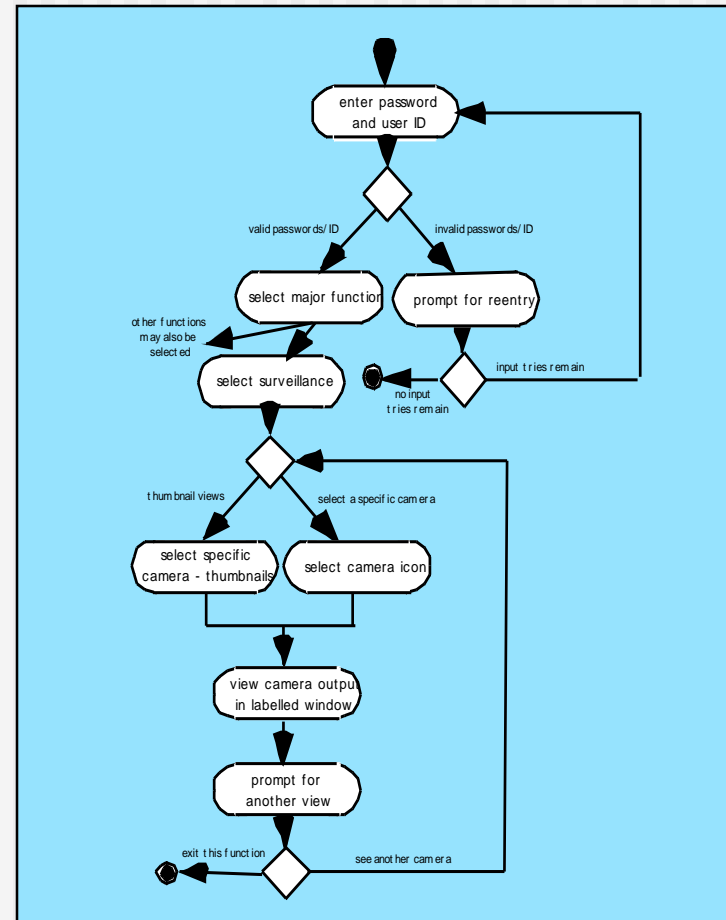 enter password
and user ID
valid passwords/ID
invalid passwords/ID
select major function
prompt for reentry
other functions
may also be
selected
input tries remain
select surveillance
no input
tries remain
thumbnail views
select a specific camera
select specific
camera - thumbnails
select camera icon
view camera output
in labelled window
prompt for
another view
exit this function
see another camera